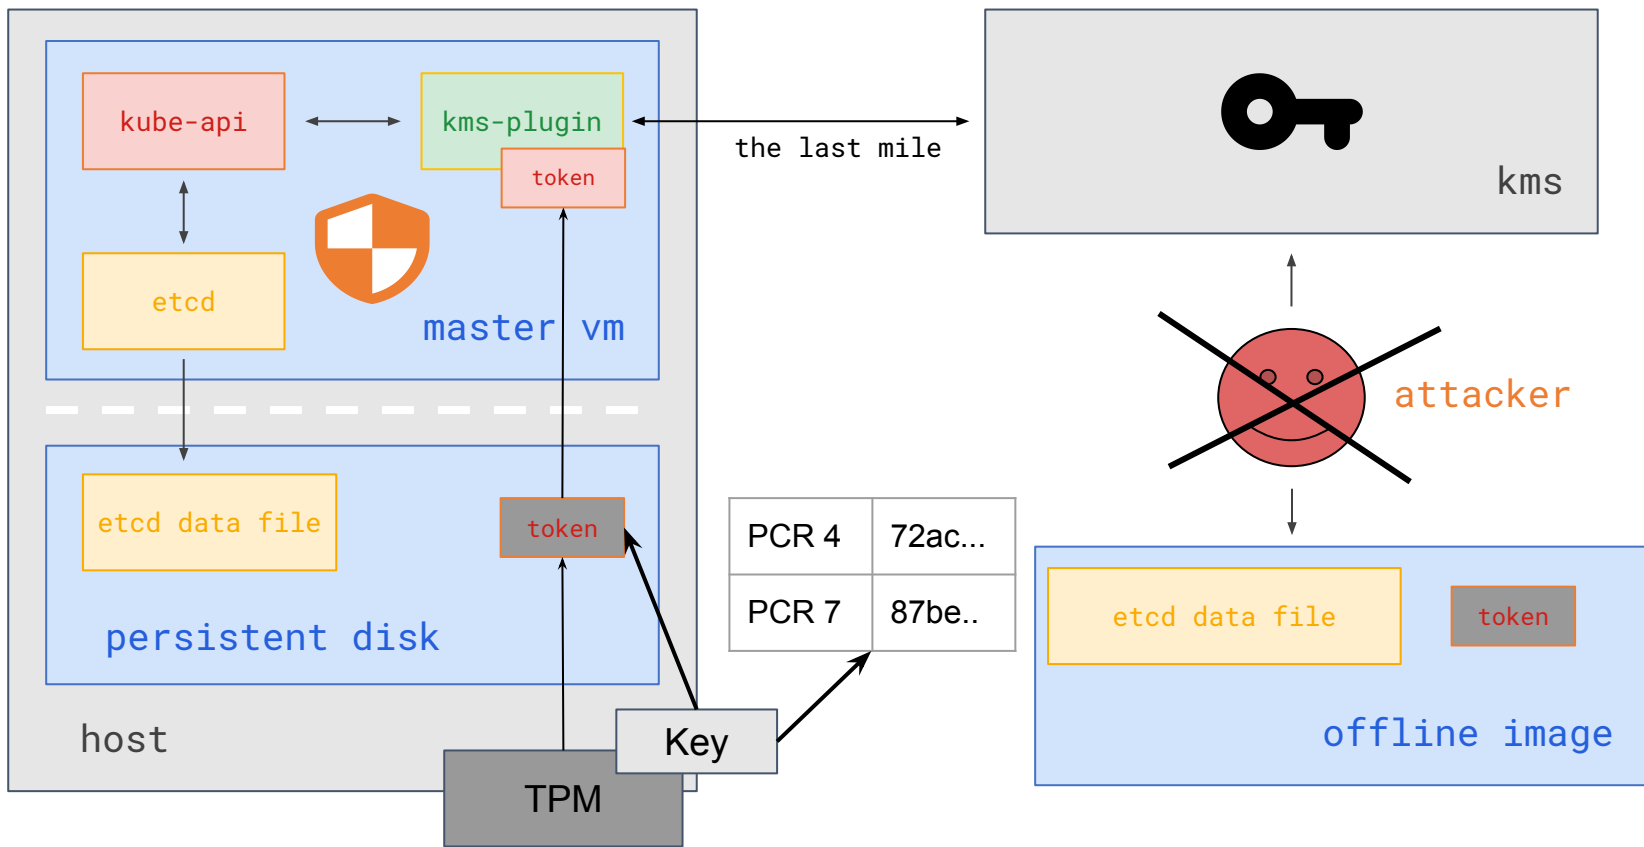 kube-api
kms-plugin
token
the last mile
kms
etcd
master vm
attacker
etcd data file
token
persistent disk
PCR 4 72ac...
PCR 7 87be..
etcd data file
token
offline image
host
Key
TPM